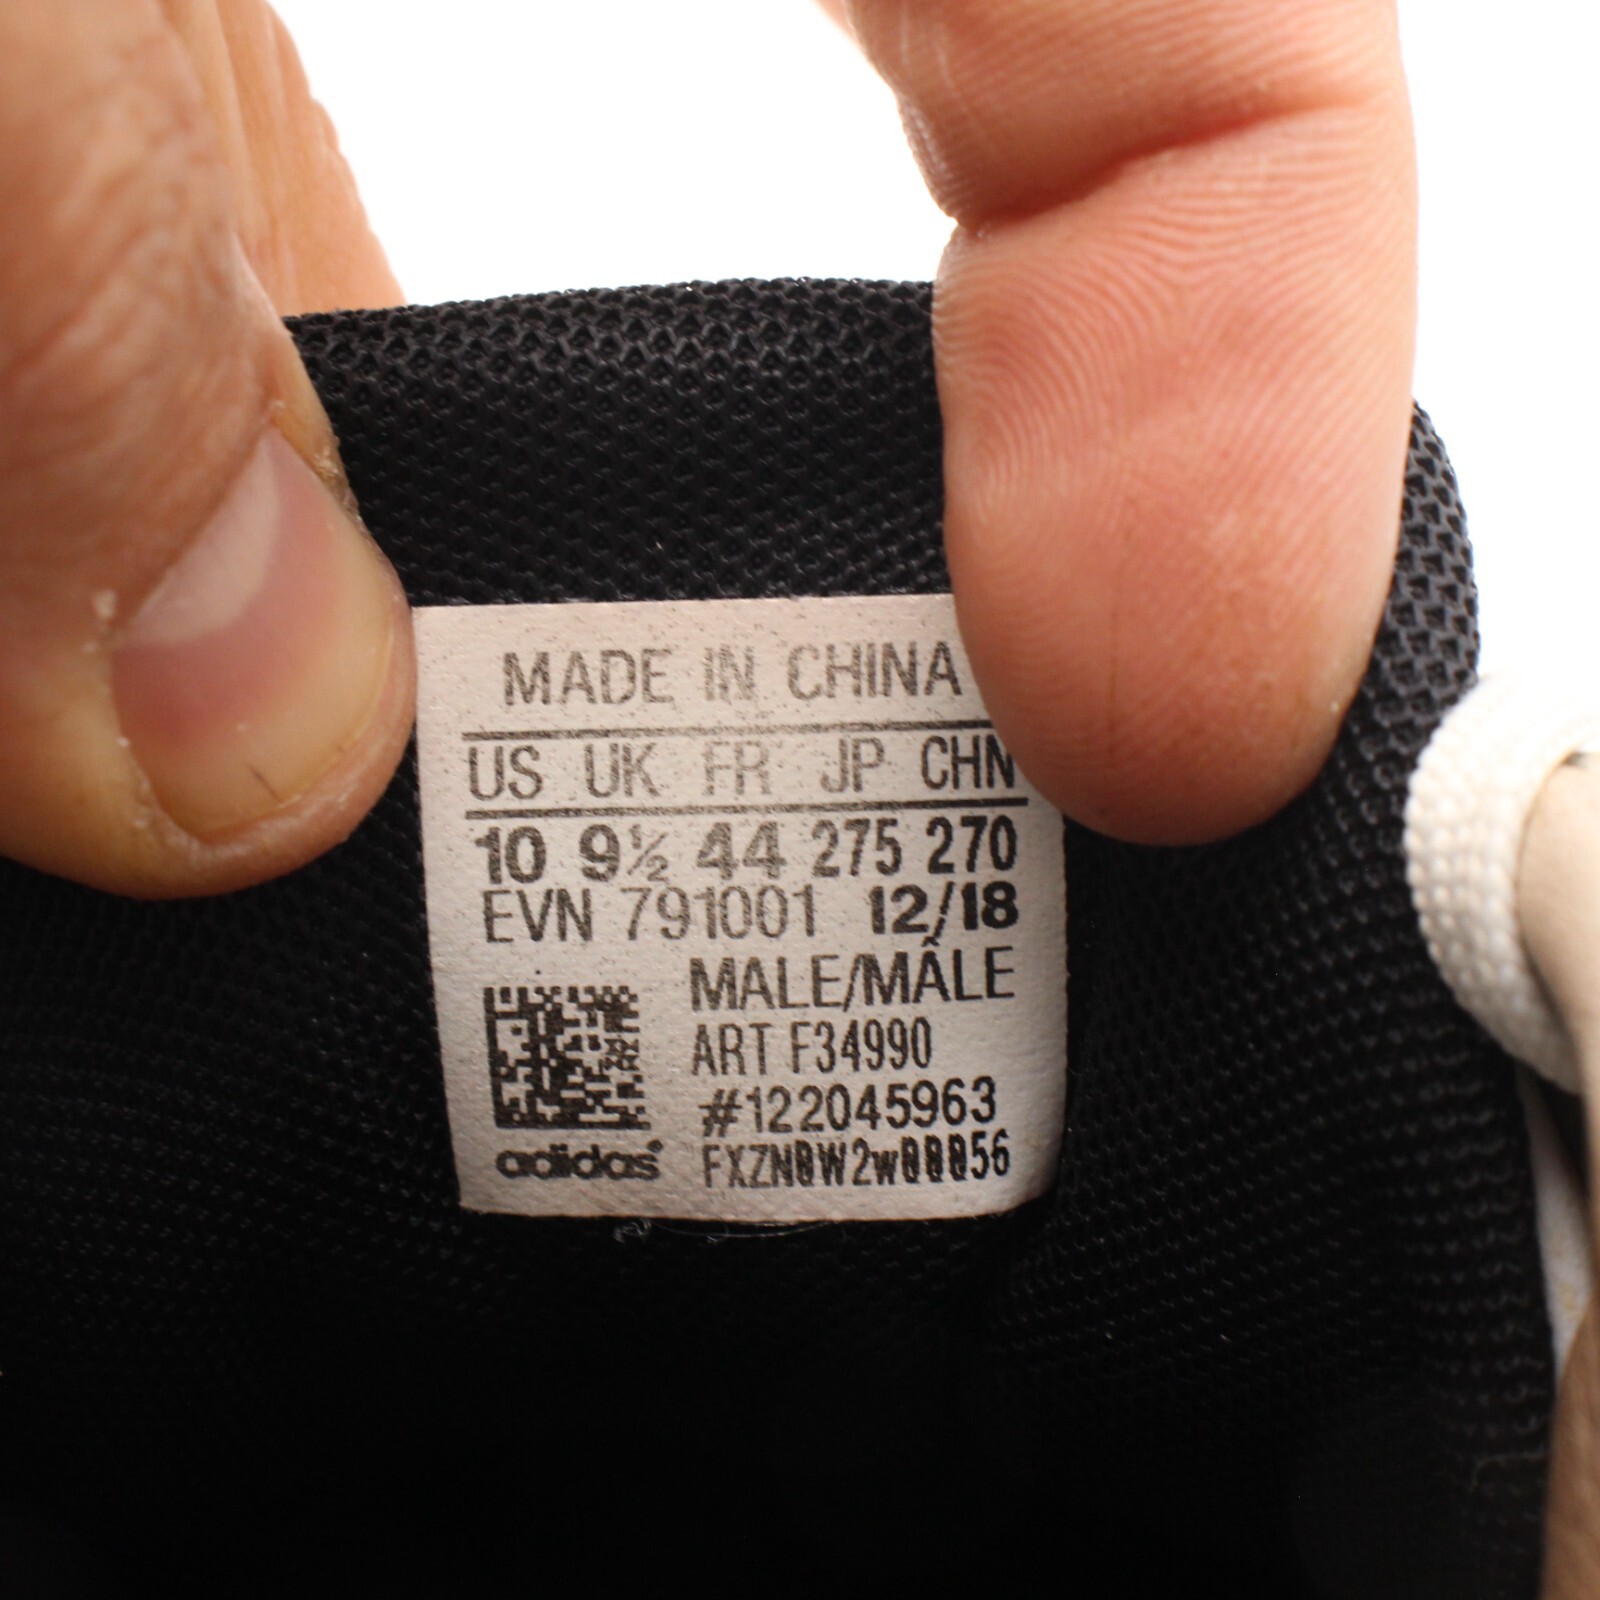 MADE IN CHINA
US UK FR JP CHN
10 9½ 44 275 270
EVN 791001 12/18
MALE/MÂLE
ART F34990
#122045963
adidas® FXZN0W2w00056